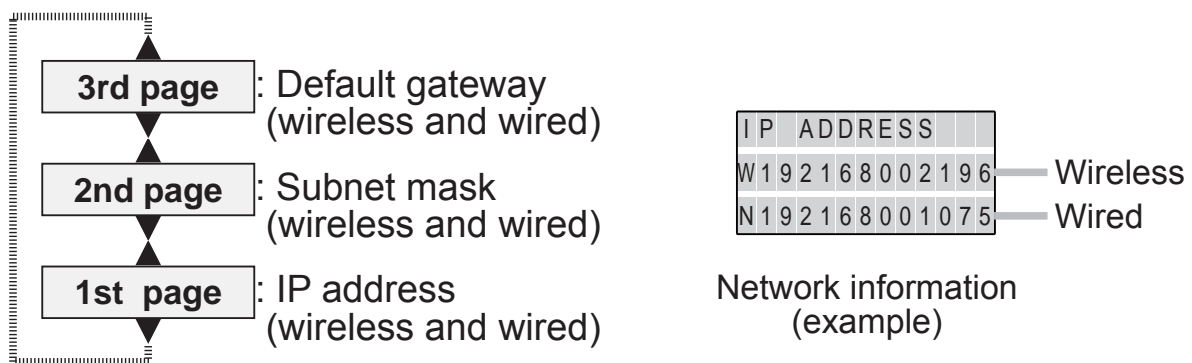 3rd page : Default gateway
(wireless and wired)
2nd page : Subnet mask
(wireless and wired)
1st page : IP address
(wireless and wired)
IP ADDRESS
W192168002196 Wireless
N192168001075 Wired
Network information
(example)